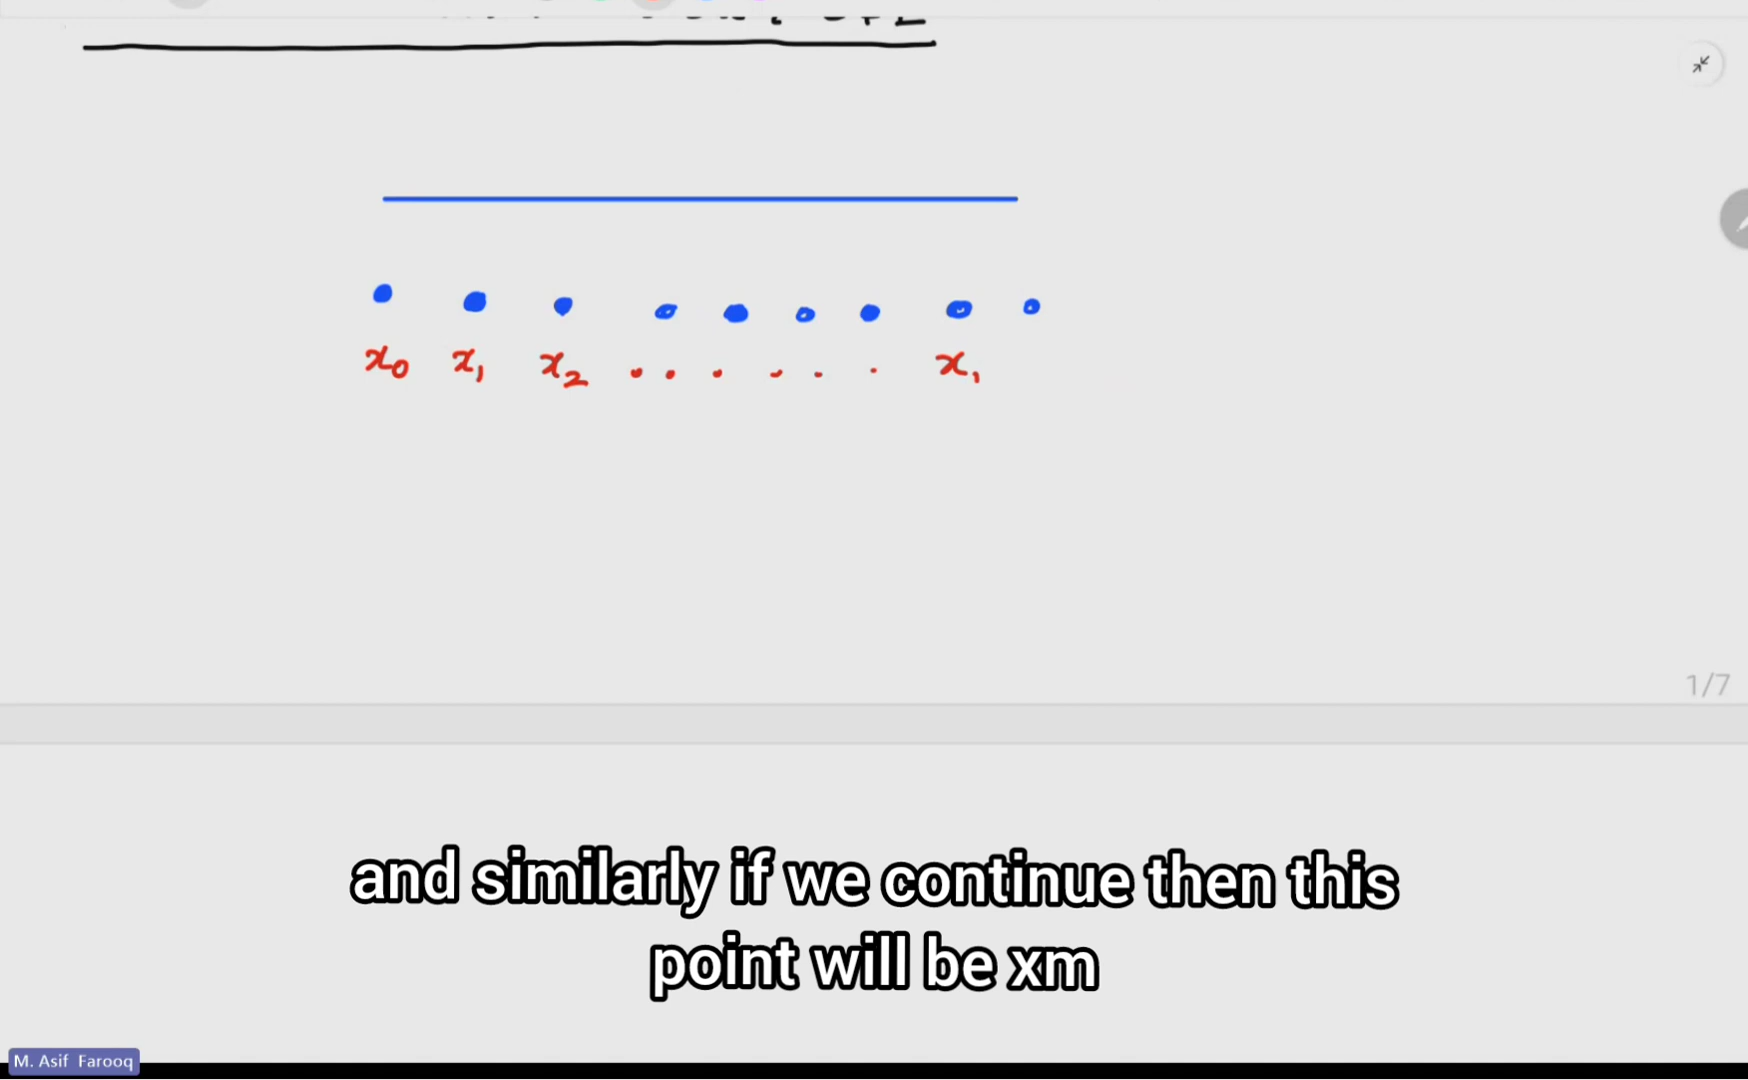 x₀ x₁ x₂ . . . . . . x₁
1/7
and similarly if we continue then this
point will be xm
M. Asif Farooq